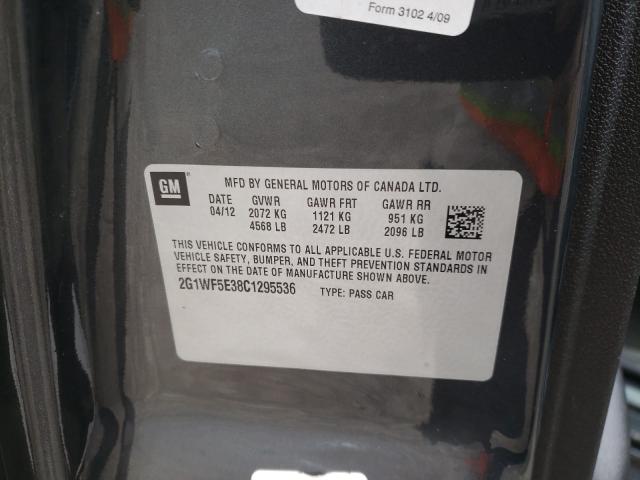 Form 3102 4/09
GM
MFD BY GENERAL MOTORS OF CANADA LTD.
DATE GVWR GAWR FRT GAWR RR
04/12 2072 KG 1121 KG 951 KG
4568 LB 2472 LB 2096 LB
THIS VEHICLE CONFORMS TO ALL APPLICABLE U.S. FEDERAL MOTOR
VEHICLE SAFETY, BUMPER, AND THEFT PREVENTION STANDARDS IN
EFFECT ON THE DATE OF MANUFACTURE SHOWN ABOVE.
2G1WF5E38C1295536 TYPE: PASS CAR